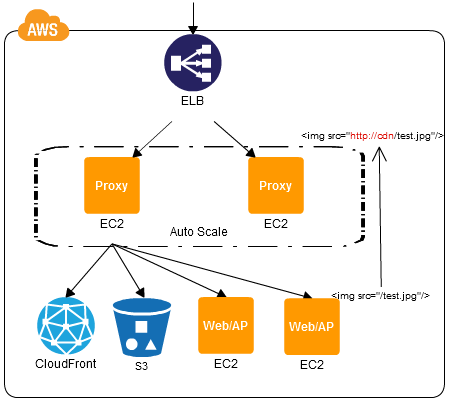 AWS
ELB
<img src="http://cdn/test.jpg"/>
Proxy
Proxy
EC2
EC2
Auto Scale
<img src="/test.jpg"/>
Web/AP
Web/AP
CloudFront
S3
EC2
EC2